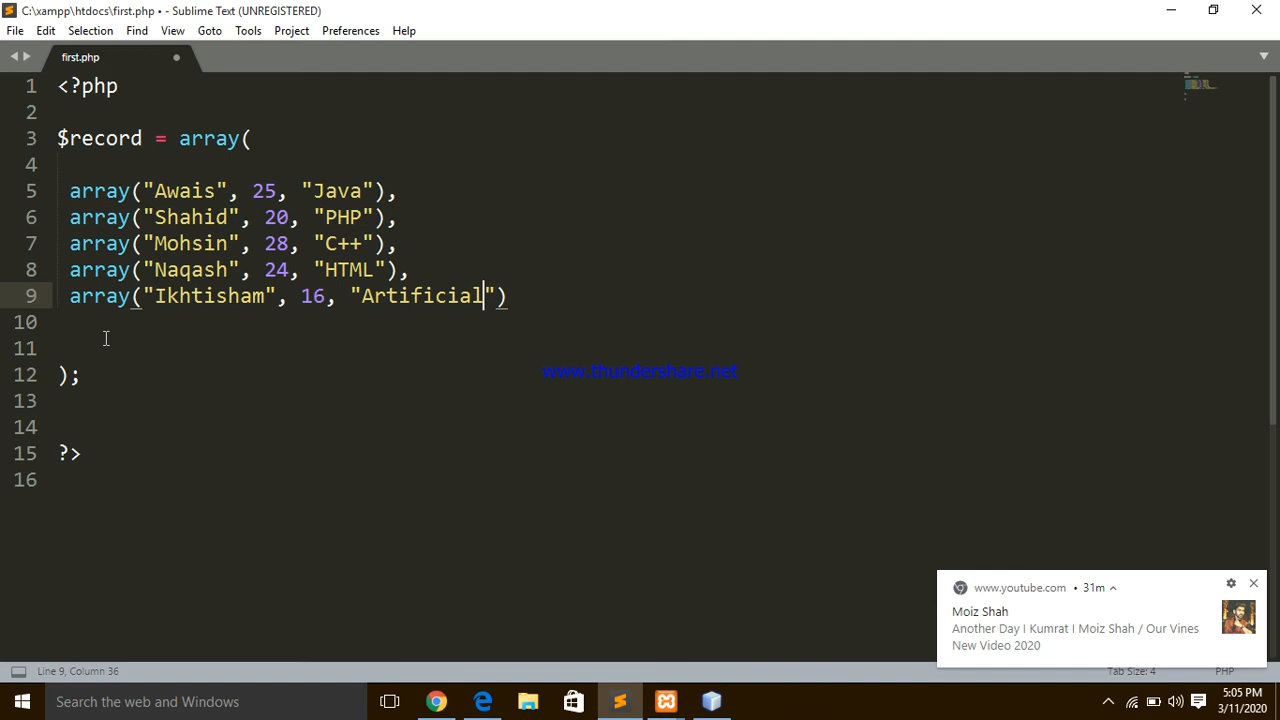 C:\xampp\htdocs\first.php • - Sublime Text (UNREGISTERED)
File Edit Selection Find View Goto Tools Project Preferences Help
first.php
1 <?php
2
3 $record = array(
4
5 array("Awais", 25, "Java"),
6 array("Shahid", 20, "PHP"),
7 array("Mohsin", 28, "C++"),
8 array("Naqash", 24, "HTML"),
9 array("Ikhtisham", 16, "Artificial")
10
11
www.thundershare.net
12 );
13
14
15 ?>
16
www.youtube.com • 31m
Moiz Shah
Another Day I Kumrat I Moiz Shah / Our Vines
New Video 2020
Line 9, Column 36 Tab Size: 4 PHP
Search the web and Windows
5:05 PM
3/11/2020